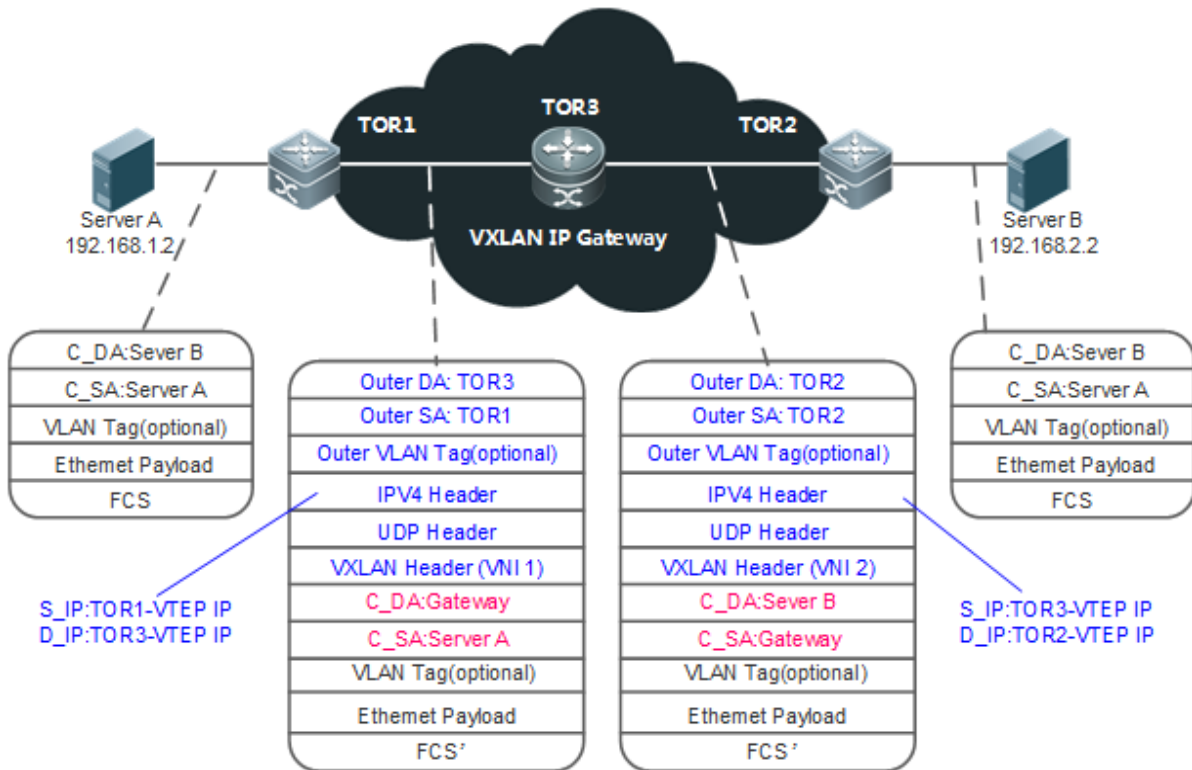 TOR3
TOR1
TOR2
Server A
192.168.1.2
VXLAN IP Gateway
Server B
192.168.2.2
C_DA:Sever B
C_SA:Server A
VLAN Tag(optional)
Ethemet Payload
FCS
Outer DA: TOR3
Outer SA: TOR1
Outer VLAN Tag(optional)
IPV4 Header
UDP Header
VXLAN Header (VNI 1)
C_DA:Gateway
C_SA:Server A
VLAN Tag(optional)
Ethemet Payload
FCS'
S_IP:TOR1-VTEP IP
D_IP:TOR3-VTEP IP
Outer DA: TOR2
Outer SA: TOR2
Outer VLAN Tag(optional)
IPV4 Header
UDP Header
VXLAN Header (VNI 2)
C_DA:Sever B
C_SA:Gateway
VLAN Tag(optional)
Ethemet Payload
FCS'
C_DA:Sever B
C_SA:Server A
VLAN Tag(optional)
Ethemet Payload
FCS
S_IP:TOR3-VTEP IP
D_IP:TOR2-VTEP IP